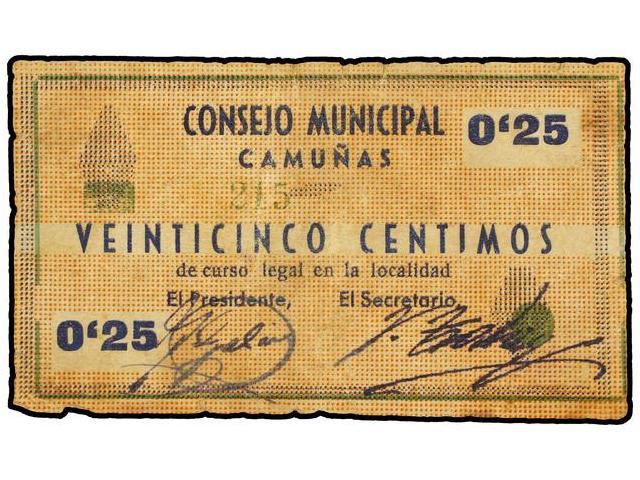 CONSEJO MUNICIPAL
CAMUÑAS
0'25
215
VEINTICINCO CENTIMOS
de curso legal en la localidad
El Presidente, El Secretario,
0'25